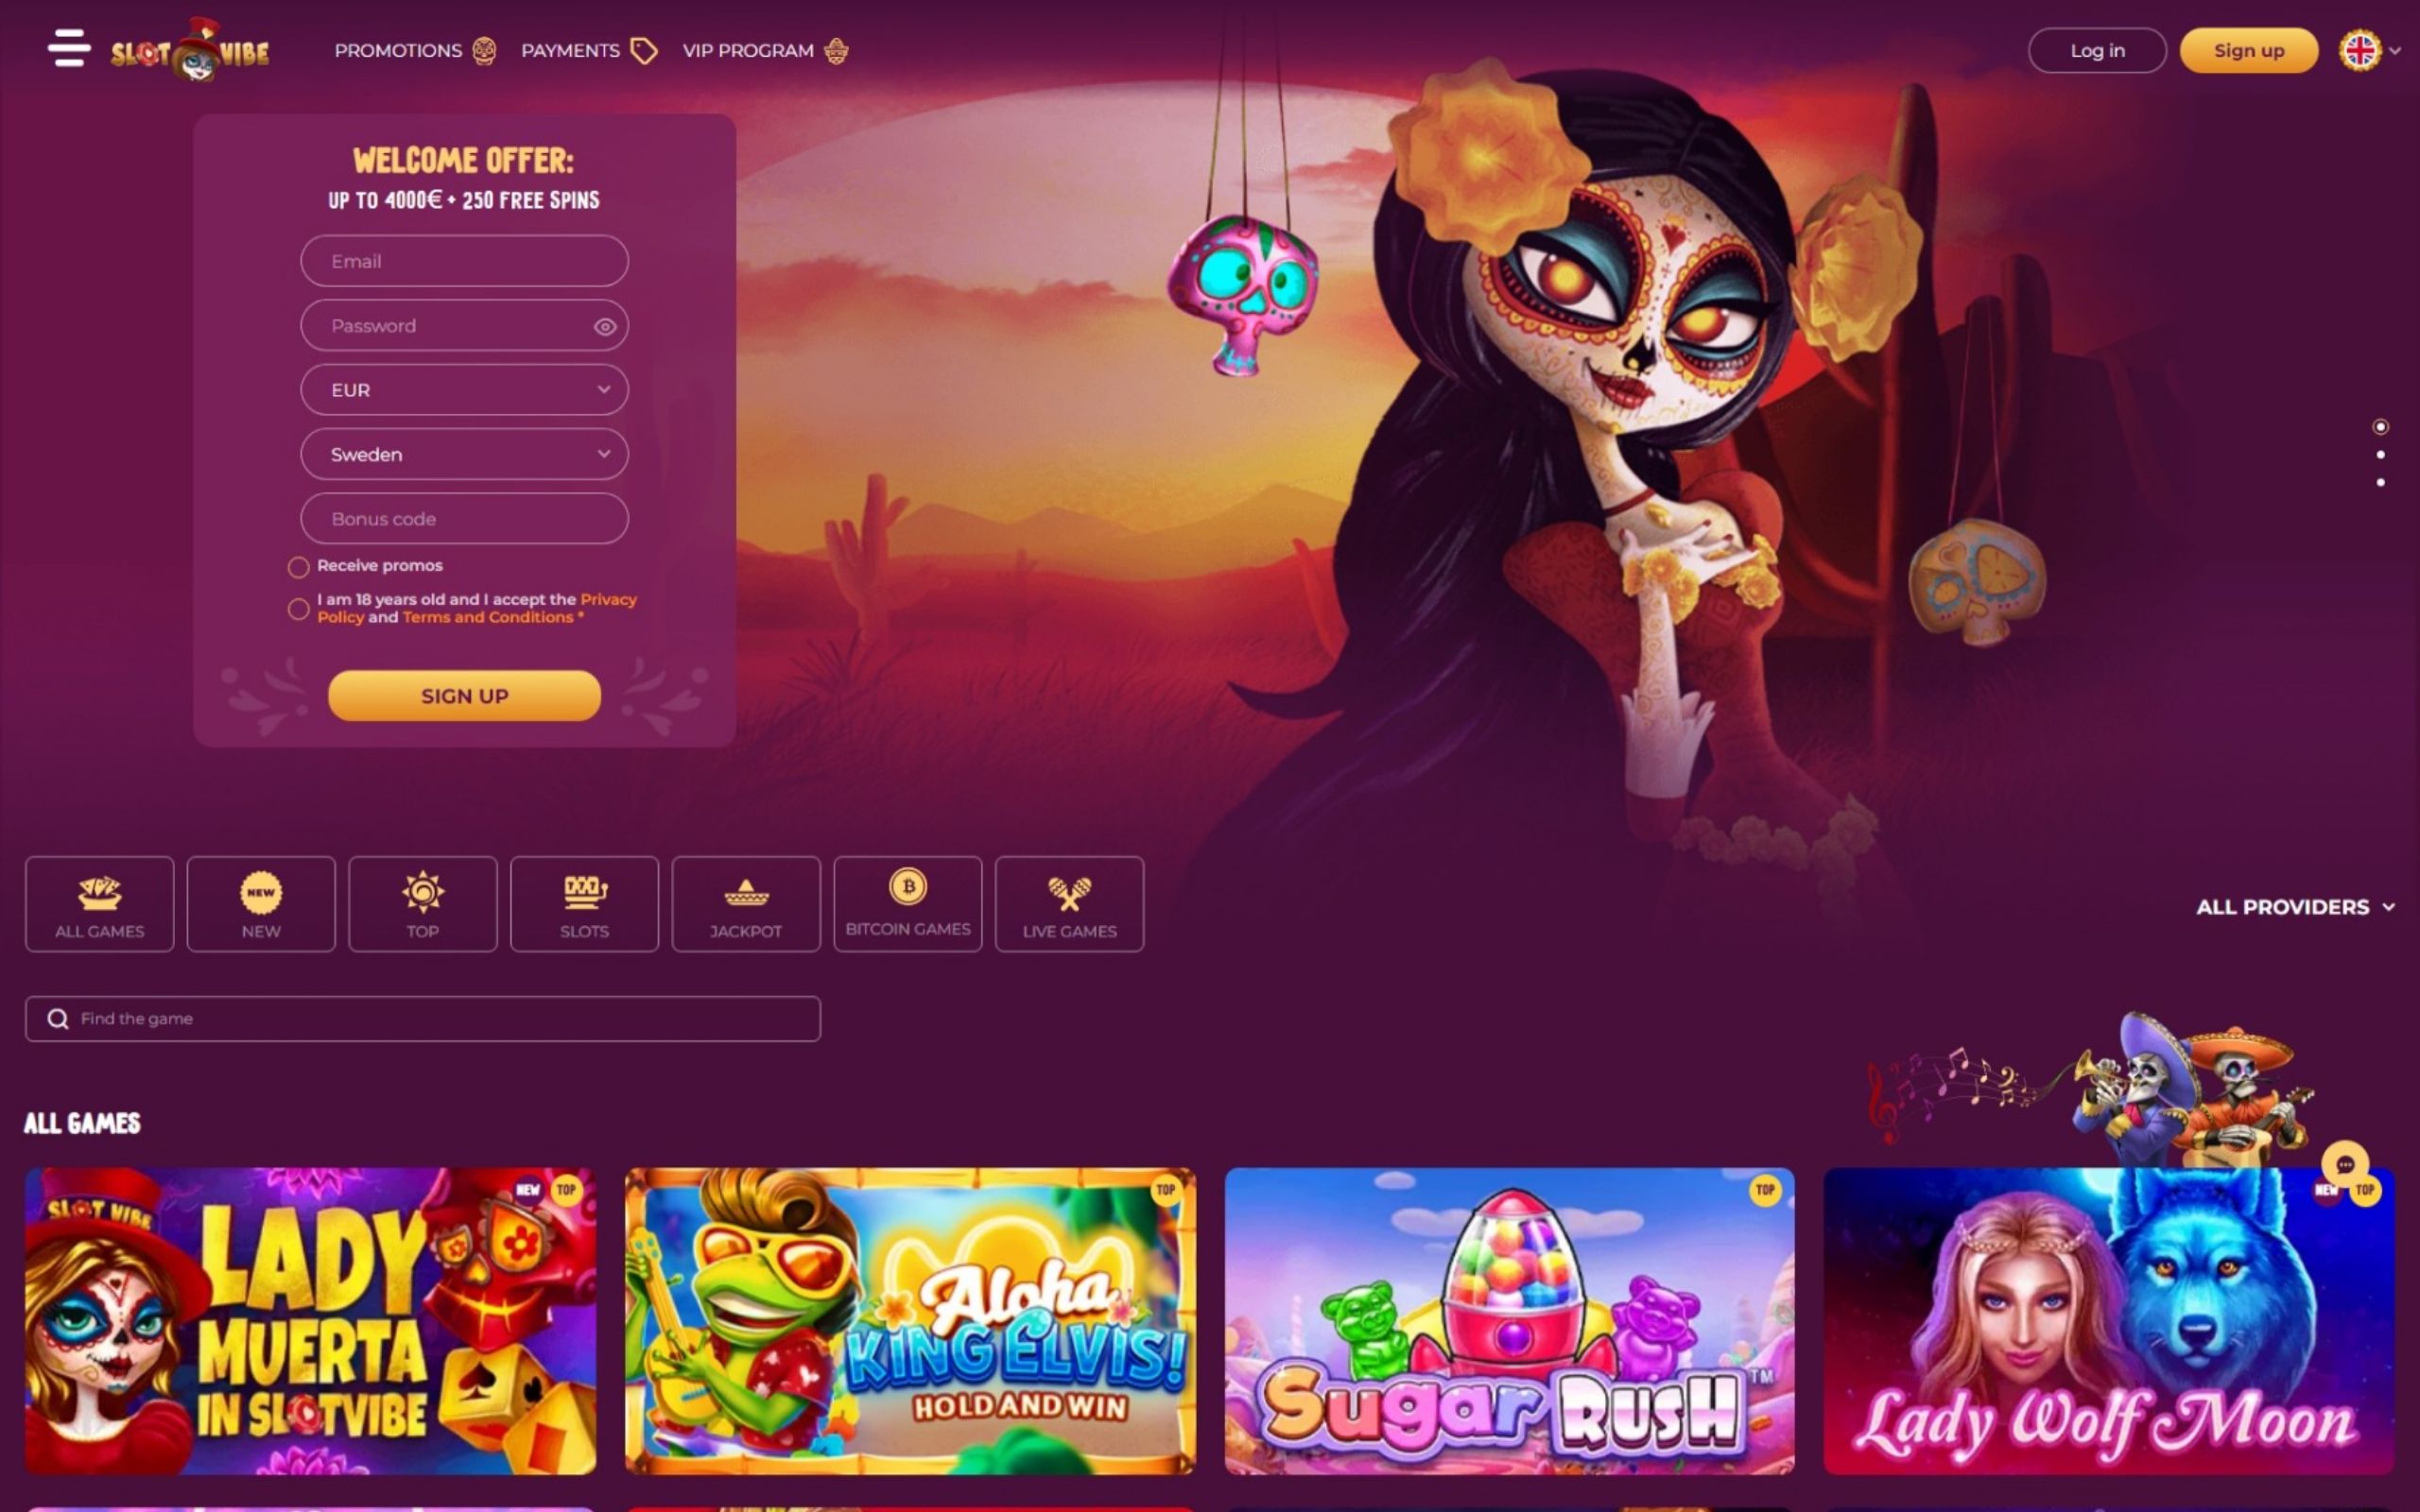 SLOT VIBE
PROMOTIONS
PAYMENTS
VIP PROGRAM
Log in
Sign up
WELCOME OFFER:
UP TO 4000€ + 250 FREE SPINS
Email
Password
EUR
Sweden
Bonus code
Receive promos
I am 18 years old and I accept the Privacy
Policy and Terms and Conditions *
SIGN UP
ALL GAMES
NEW
NEW
TOP
777
SLOTS
JACKPOT
B
BITCOIN GAMES
LIVE GAMES
ALL PROVIDERS
Find the game
ALL GAMES
SLOT VIBE
NEW
TOP
LADY
MUERTA
IN SLOTVIBE
TOP
Aloha
KING ELVIS!
HOLD AND WIN
TOP
Sugar RUSH™
NEW
TOP
Lady Wolf Moon